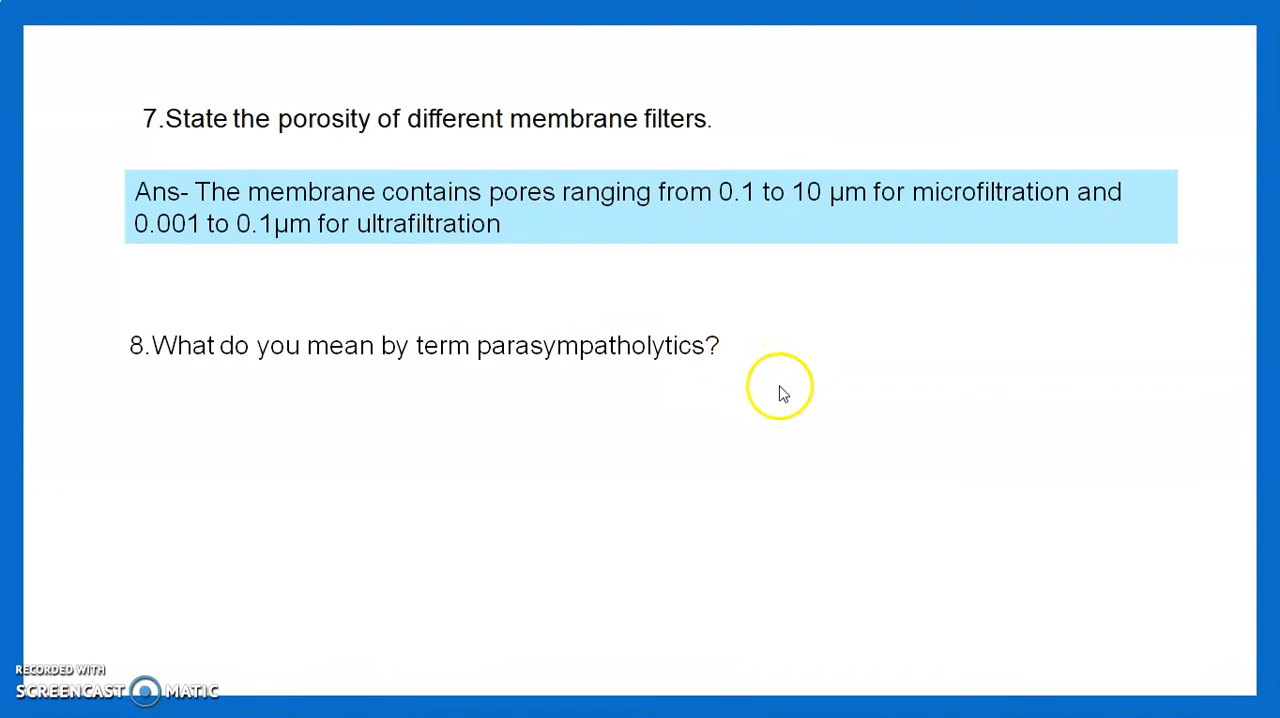 7.State the porosity of different membrane filters.
Ans- The membrane contains pores ranging from 0.1 to 10 µm for microfiltration and
0.001 to 0.1µm for ultrafiltration
8.What do you mean by term parasympatholytics?
RECORDED WITH
SCREENCAST MATIC